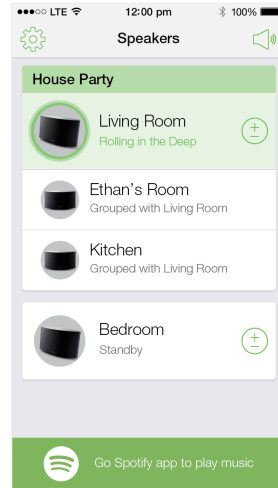 LTE 12:00 pm 100%
Speakers
House Party
Living Room
Rolling in the Deep
Ethan's Room
Grouped with Living Room
Kitchen
Grouped with Living Room
Bedroom
Standby
Go Spotify app to play music